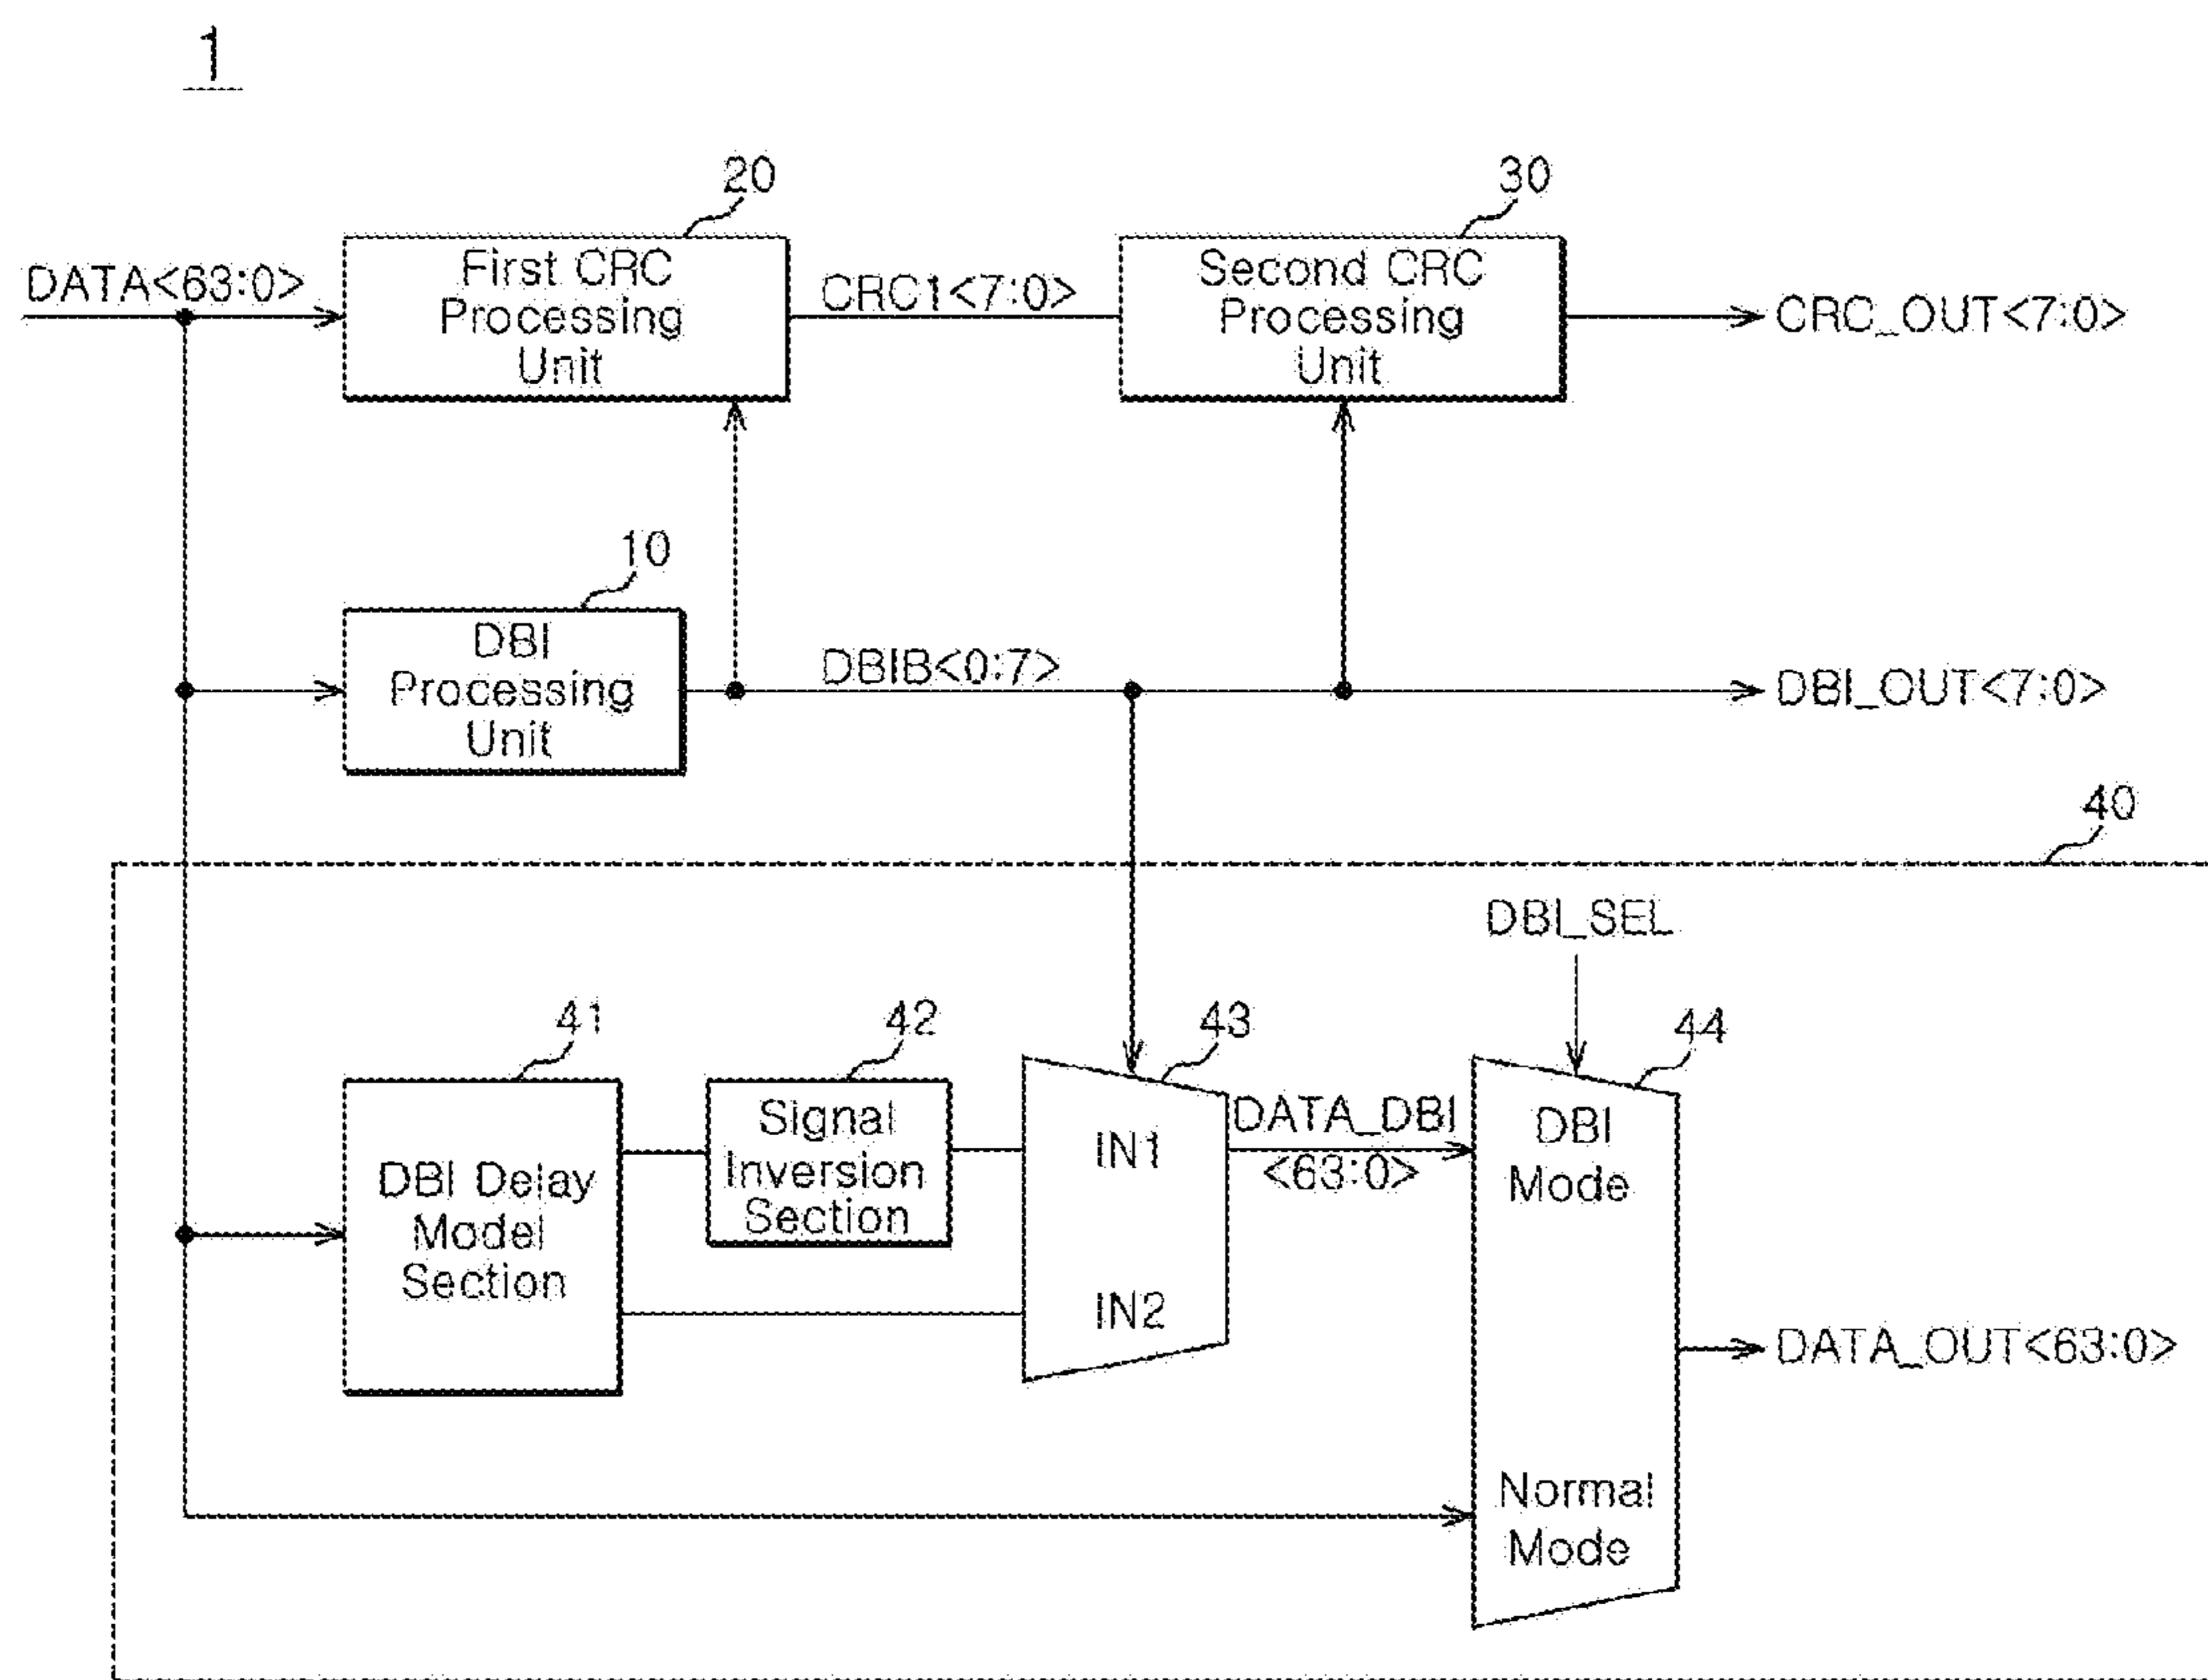 1
20
30
DATA<63:0>
First CRC
Processing
Unit
CRC1<7:0>
Second CRC
Processing
Unit
CRC_OUT<7:0>
10
DBI
Processing
Unit
DBIB<0:7>
DBI_OUT<7:0>
40
DBI_SEL
41
42
43
44
DBI Delay
Model
Section
Signal
Inversion
Section
IN1
IN2
DATA_DBI
<63:0>
DBI
Mode
Normal
Mode
DATA_OUT<63:0>